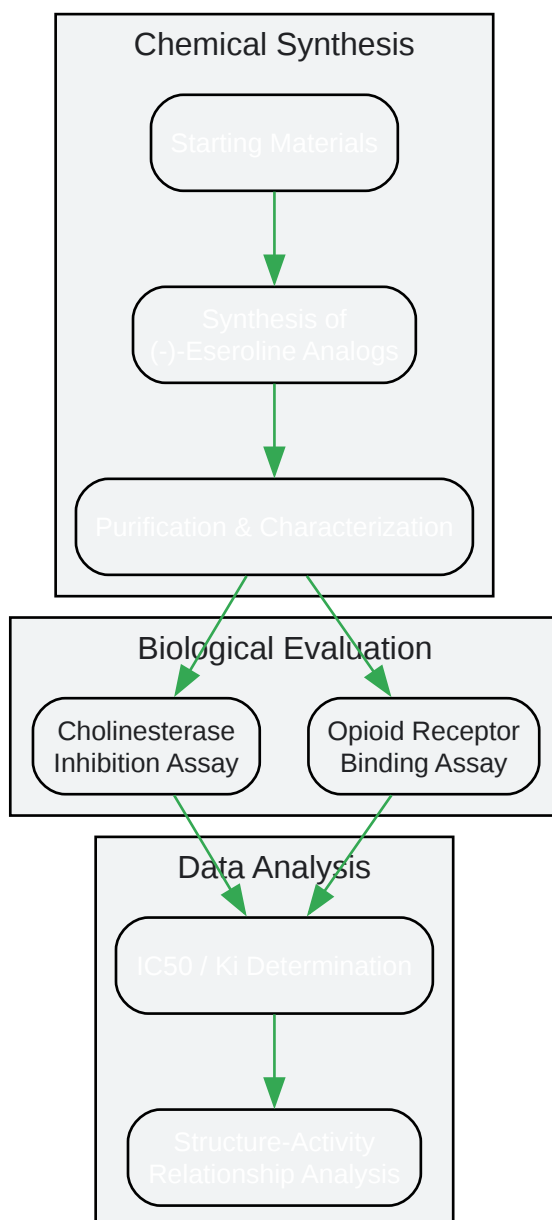 Chemical Synthesis
Starting Materials
Synthesis of
(-)-Eseroline Analogs
Purification & Characterization
Biological Evaluation
Cholinesterase
Inhibition Assay
Opioid Receptor
Binding Assay
Data Analysis
IC50 / Ki Determination
Structure-Activity
Relationship Analysis